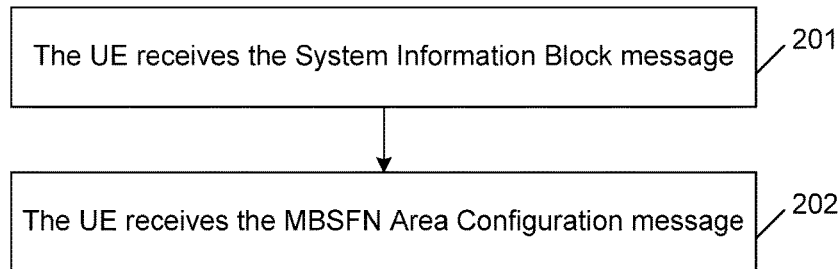 The UE receives the System Information Block message
201
The UE receives the MBSFN Area Configuration message
202